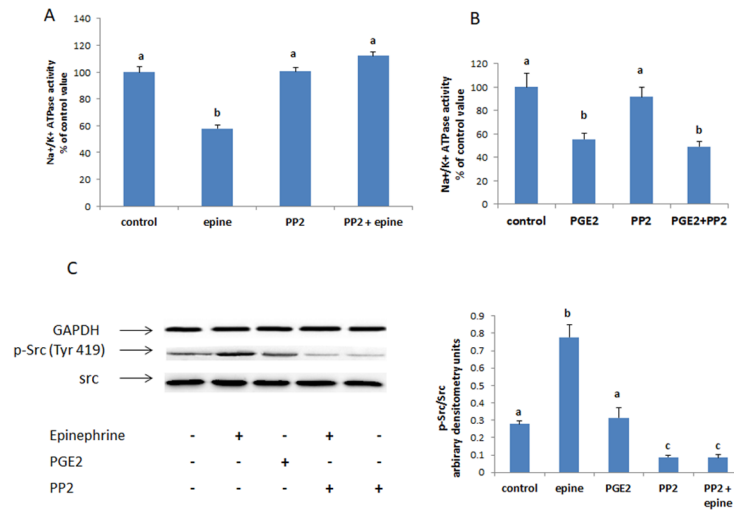 A
Na+/K+ ATPase activity
% of control value
140
120
100
80
60
40
20
0
a
b
a
a
control epine PP2 PP2 + epine
B
Na+/K+ ATPase activity
% of control value
120
100
80
60
40
20
0
a
b
a
b
control PGE2 PP2 PGE2+PP2
C
GAPDH
p-Src (Tyr 419)
src
Epinephrine - + - + -
PGE2 - - + - -
PP2 - - - + +
p-Src/Src
arbirary densitometry units
0.9
0.8
0.7
0.6
0.5
0.4
0.3
0.2
0.1
0
a
b
a
c
c
control epine PGE2 PP2 PP2 +
epine